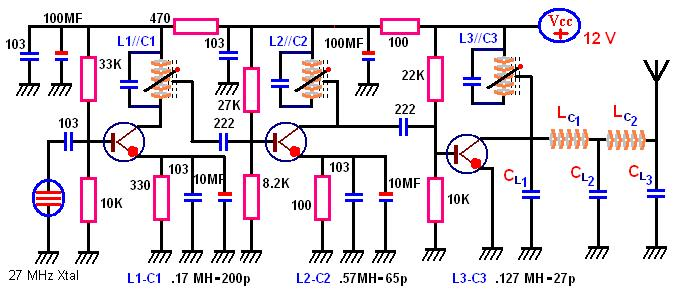 100MF 470 L1//C1 103 L2//C2 100MF 100 L3//C3 Vcc
+ 12 V
103 33K 27K 22K
103 222 222 LC1 LC2
10K 330 103 10MF 8.2K 100 103 10MF 10K CL1 CL2 CL3
27 MHz Xtal L1-C1 .17 MH=200p L2-C2 .57MH=65p L3-C3 .127 MH=27p